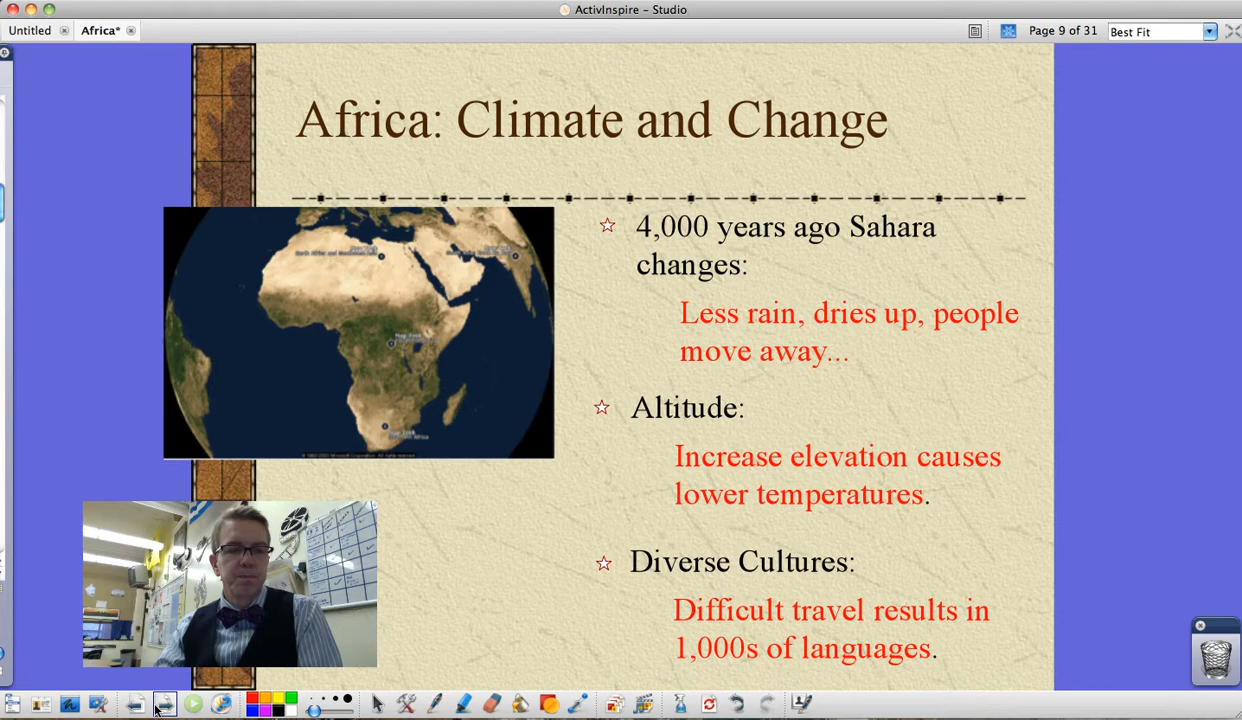 ActivInspire – Studio
Untitled
Africa*
Page 9 of 31
Best Fit
Africa: Climate and Change
4,000 years ago Sahara
changes:
Less rain, dries up, people
move away...
Altitude:
Increase elevation causes
lower temperatures.
Diverse Cultures:
Difficult travel results in
1,000s of languages.